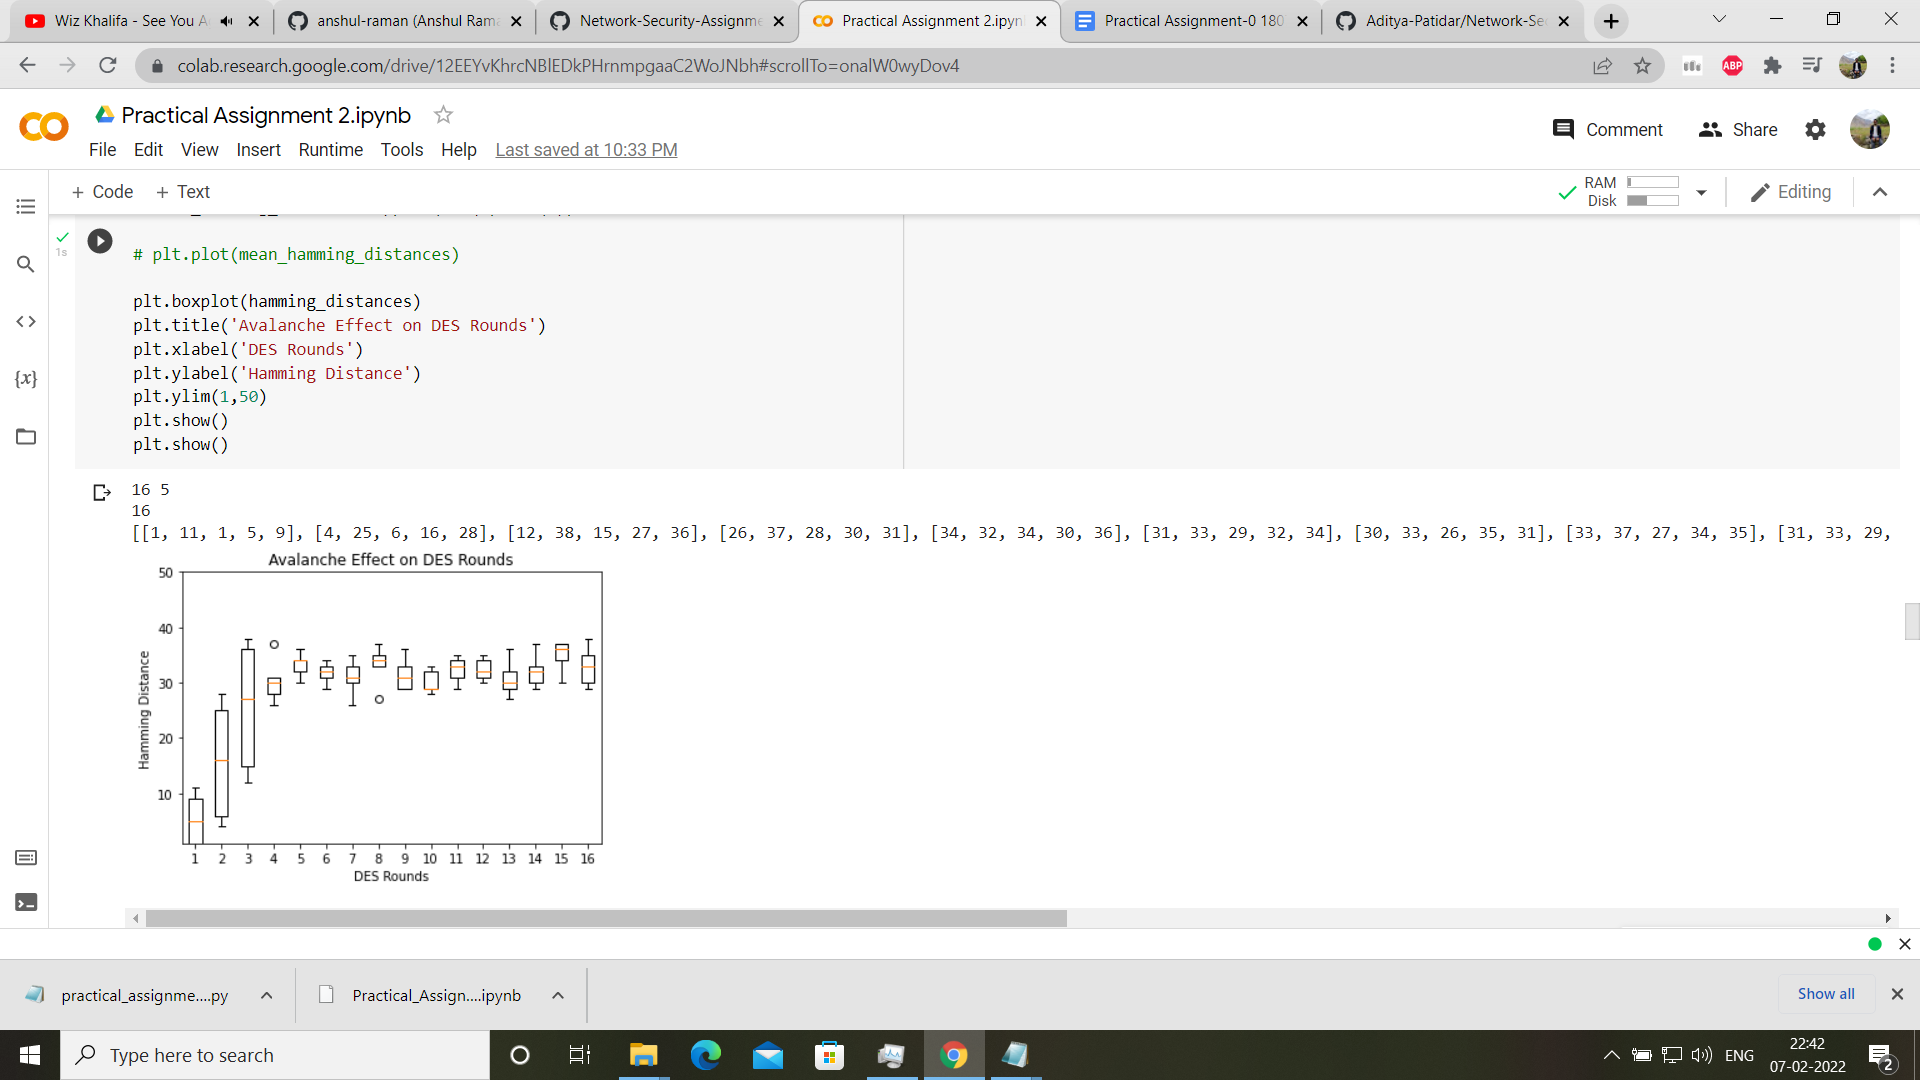 Wiz Khalifa - See You A
anshul-raman (Anshul Rama
Network-Security-Assignme
Practical Assignment 2.ipynb
Practical Assignment-0 180
Aditya-Patidar/Network-Sec
colab.research.google.com/drive/12EEYvKhrcNBlEDkPHrnmpgaaC2WoJNbh#scrollTo=onalW0wyDov4
ABP
Practical Assignment 2.ipynb
Comment
Share
File Edit View Insert Runtime Tools Help Last saved at 10:33 PM
+ Code + Text
RAM
Disk
Editing
1s
# plt.plot(mean_hamming_distances)
plt.boxplot(hamming_distances)
plt.title('Avalanche Effect on DES Rounds')
plt.xlabel('DES Rounds')
plt.ylabel('Hamming Distance')
plt.ylim(1,50)
plt.show()
plt.show()
16 5
16
[[1, 11, 1, 5, 9], [4, 25, 6, 16, 28], [12, 38, 15, 27, 36], [26, 37, 28, 30, 31], [34, 32, 34, 30, 36], [31, 33, 29, 32, 34], [30, 33, 26, 35, 31], [33, 37, 27, 34, 35], [31, 33, 29,
Avalanche Effect on DES Rounds
50
40
30
20
10
Hamming Distance
1 2 3 4 5 6 7 8 9 10 11 12 13 14 15 16
DES Rounds
practical_assignme....py
Practical_Assign....ipynb
Show all
Type here to search
ENG
22:42
07-02-2022
2